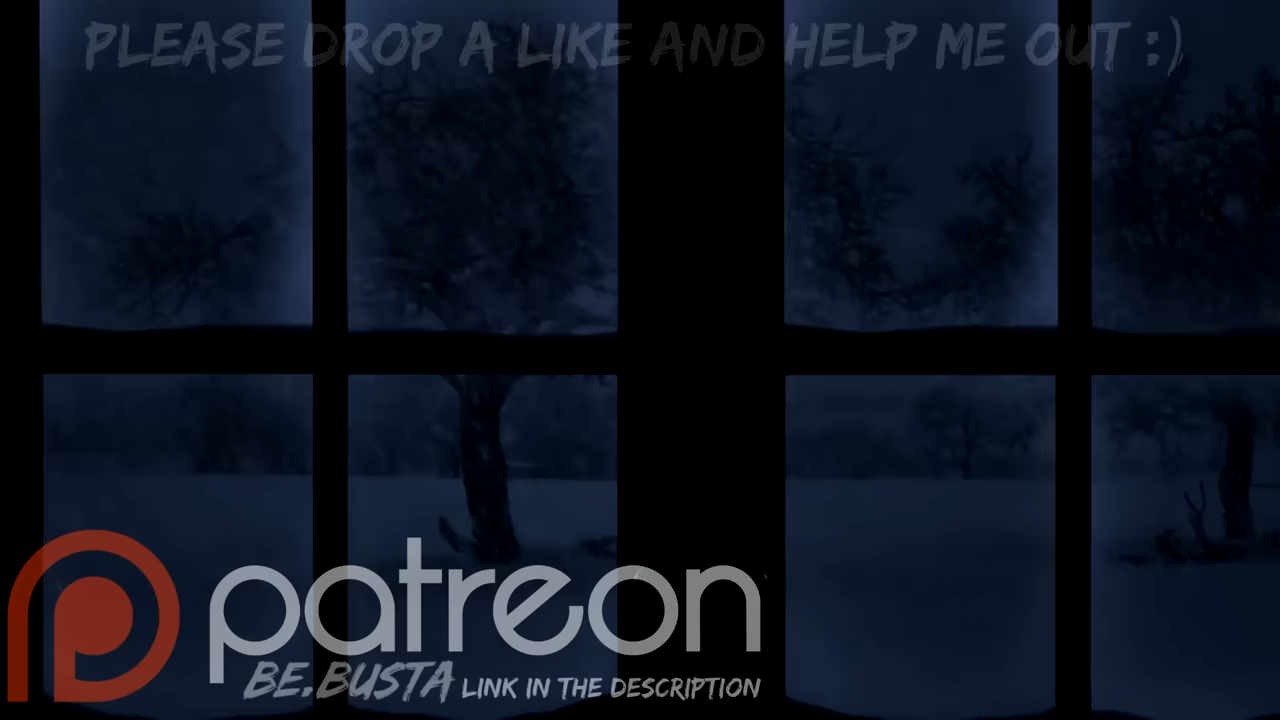 PLEASE DROP A LIKE AND HELP ME OUT :)
patreon
BE.BUSTA LINK IN THE DESCRIPTION